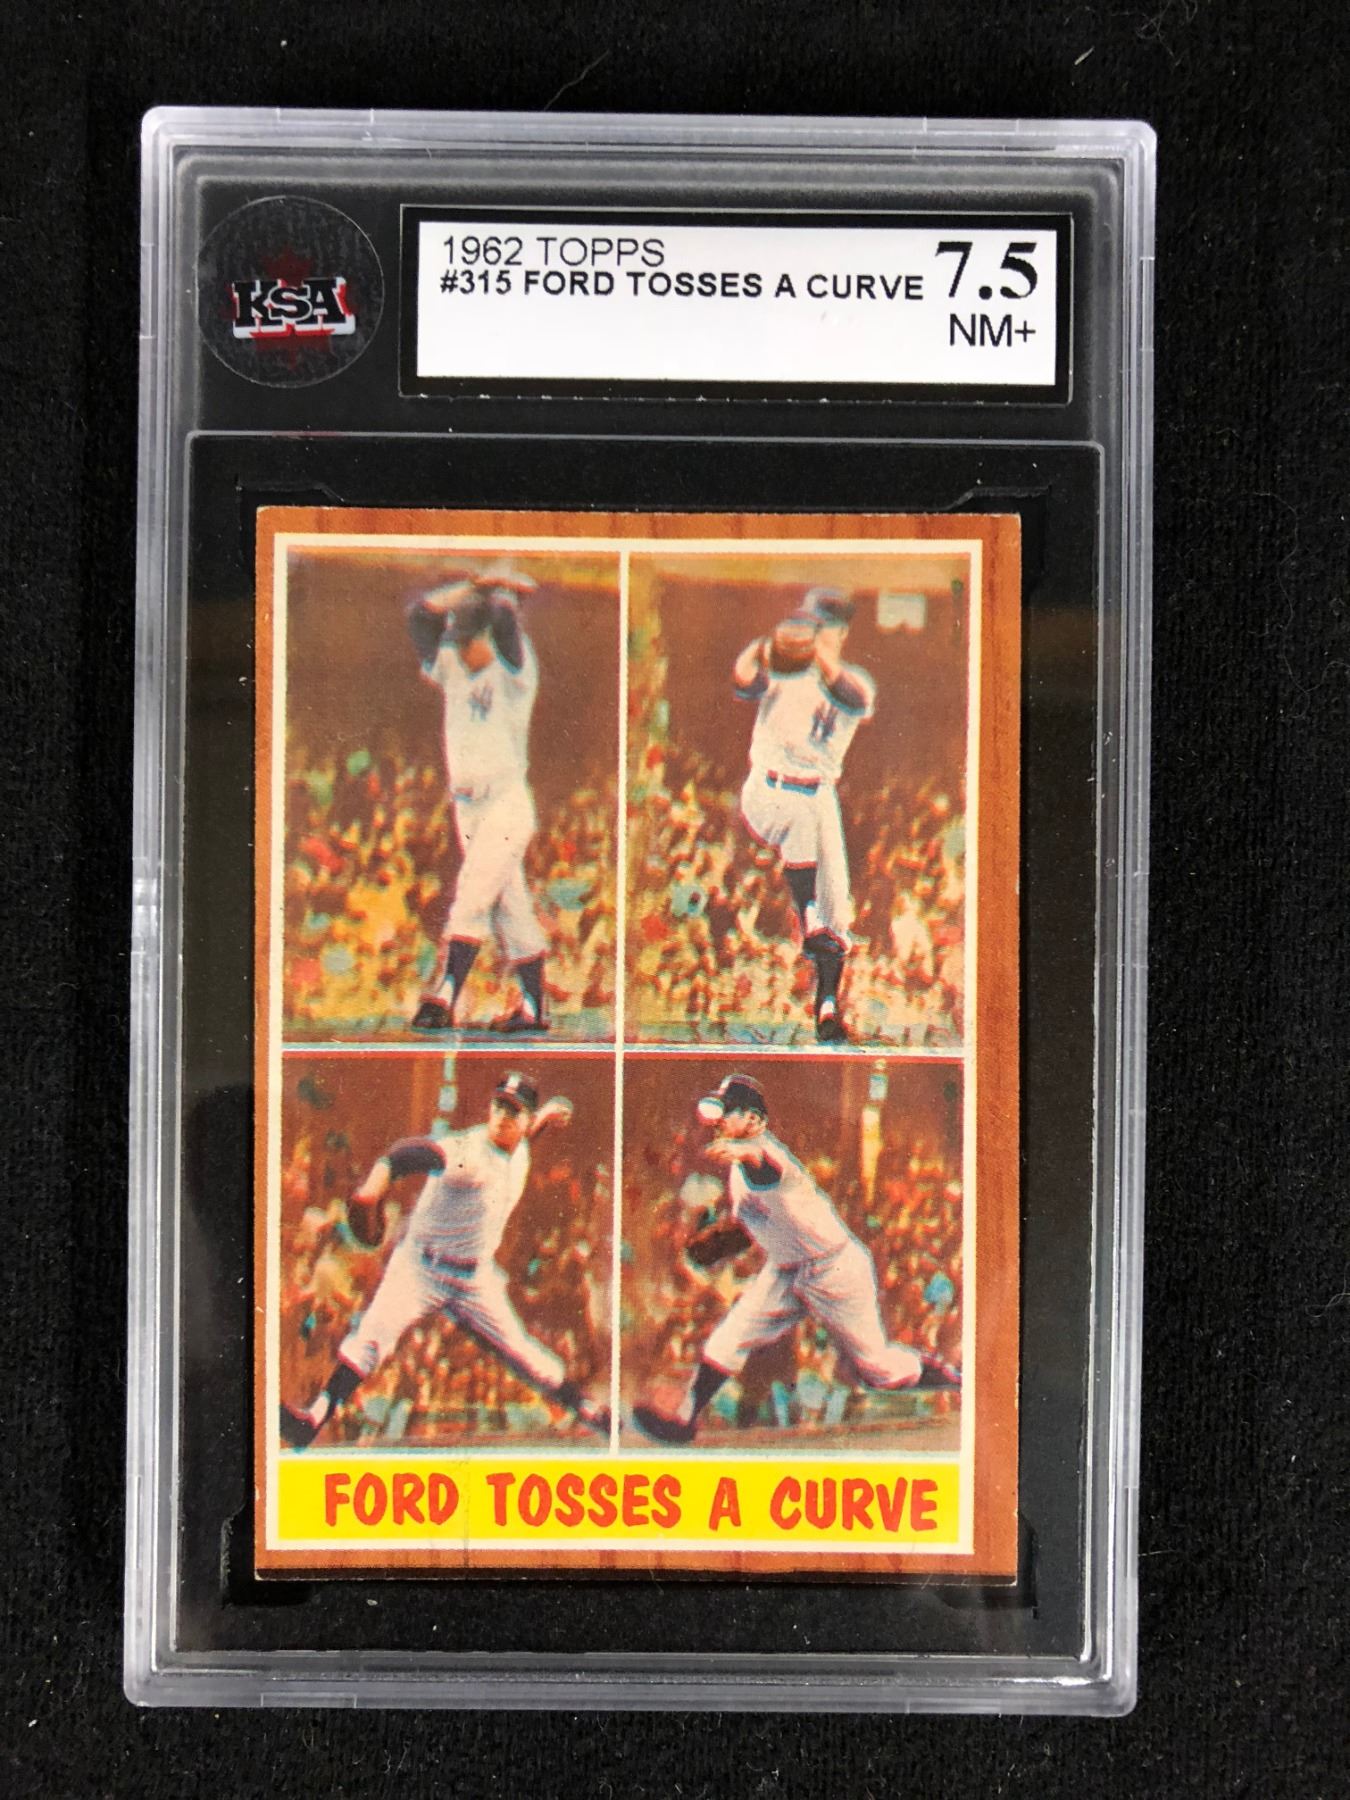 KSA
1962 TOPPS
#315 FORD TOSSES A CURVE
7.5
NM+
FORD TOSSES A CURVE